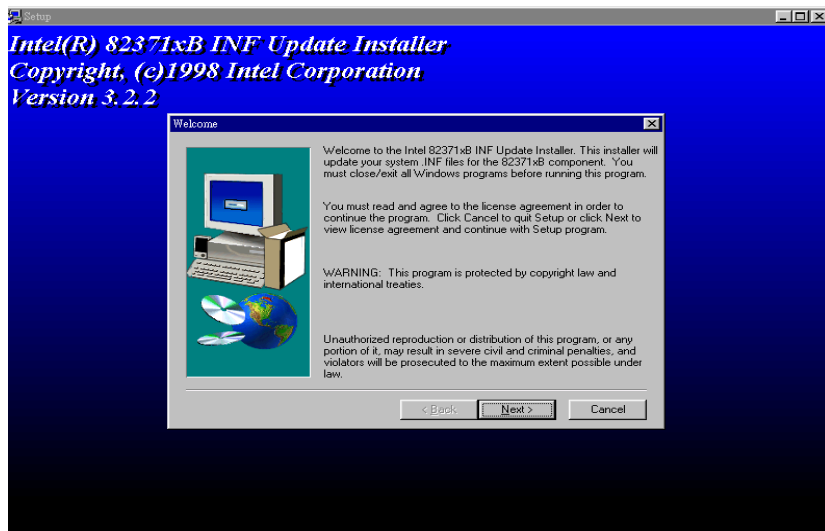 Setup
Intel(R) 82371xB INF Update Installer
Copyright, (c)1998 Intel Corporation
Version 3.2.2
Welcome
Welcome to the Intel 82371xB INF Update Installer. This installer will
update your system .INF files for the 82371xB component. You
must close/exit all Windows programs before running this program.
You must read and agree to the license agreement in order to
continue the program. Click Cancel to quit Setup or click Next to
view license agreement and continue with Setup program.
WARNING: This program is protected by copyright law and
international treaties.
Unauthorized reproduction or distribution of this program, or any
portion of it, may result in severe civil and criminal penalties, and
violators will be prosecuted to the maximum extent possible under
law.
< Back Next > Cancel